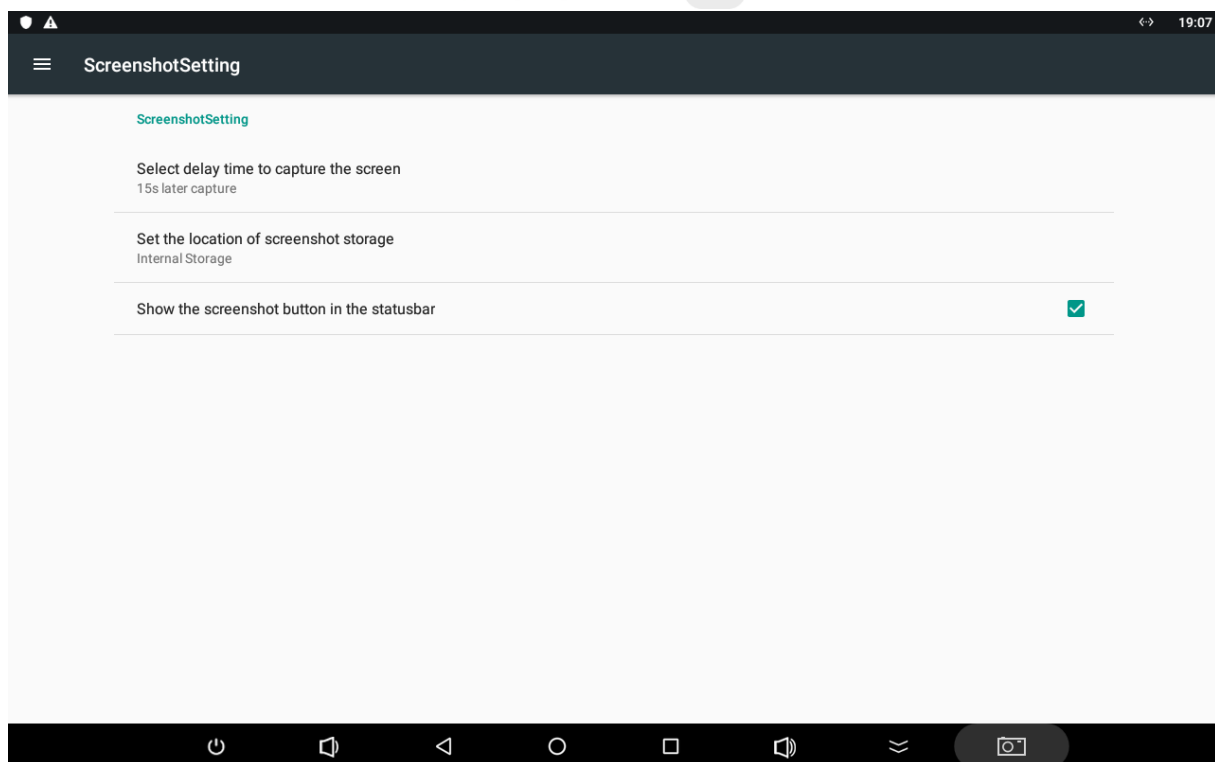 19:07
ScreenshotSetting
ScreenshotSetting
Select delay time to capture the screen
15s later capture
Set the location of screenshot storage
Internal Storage
Show the screenshot button in the statusbar